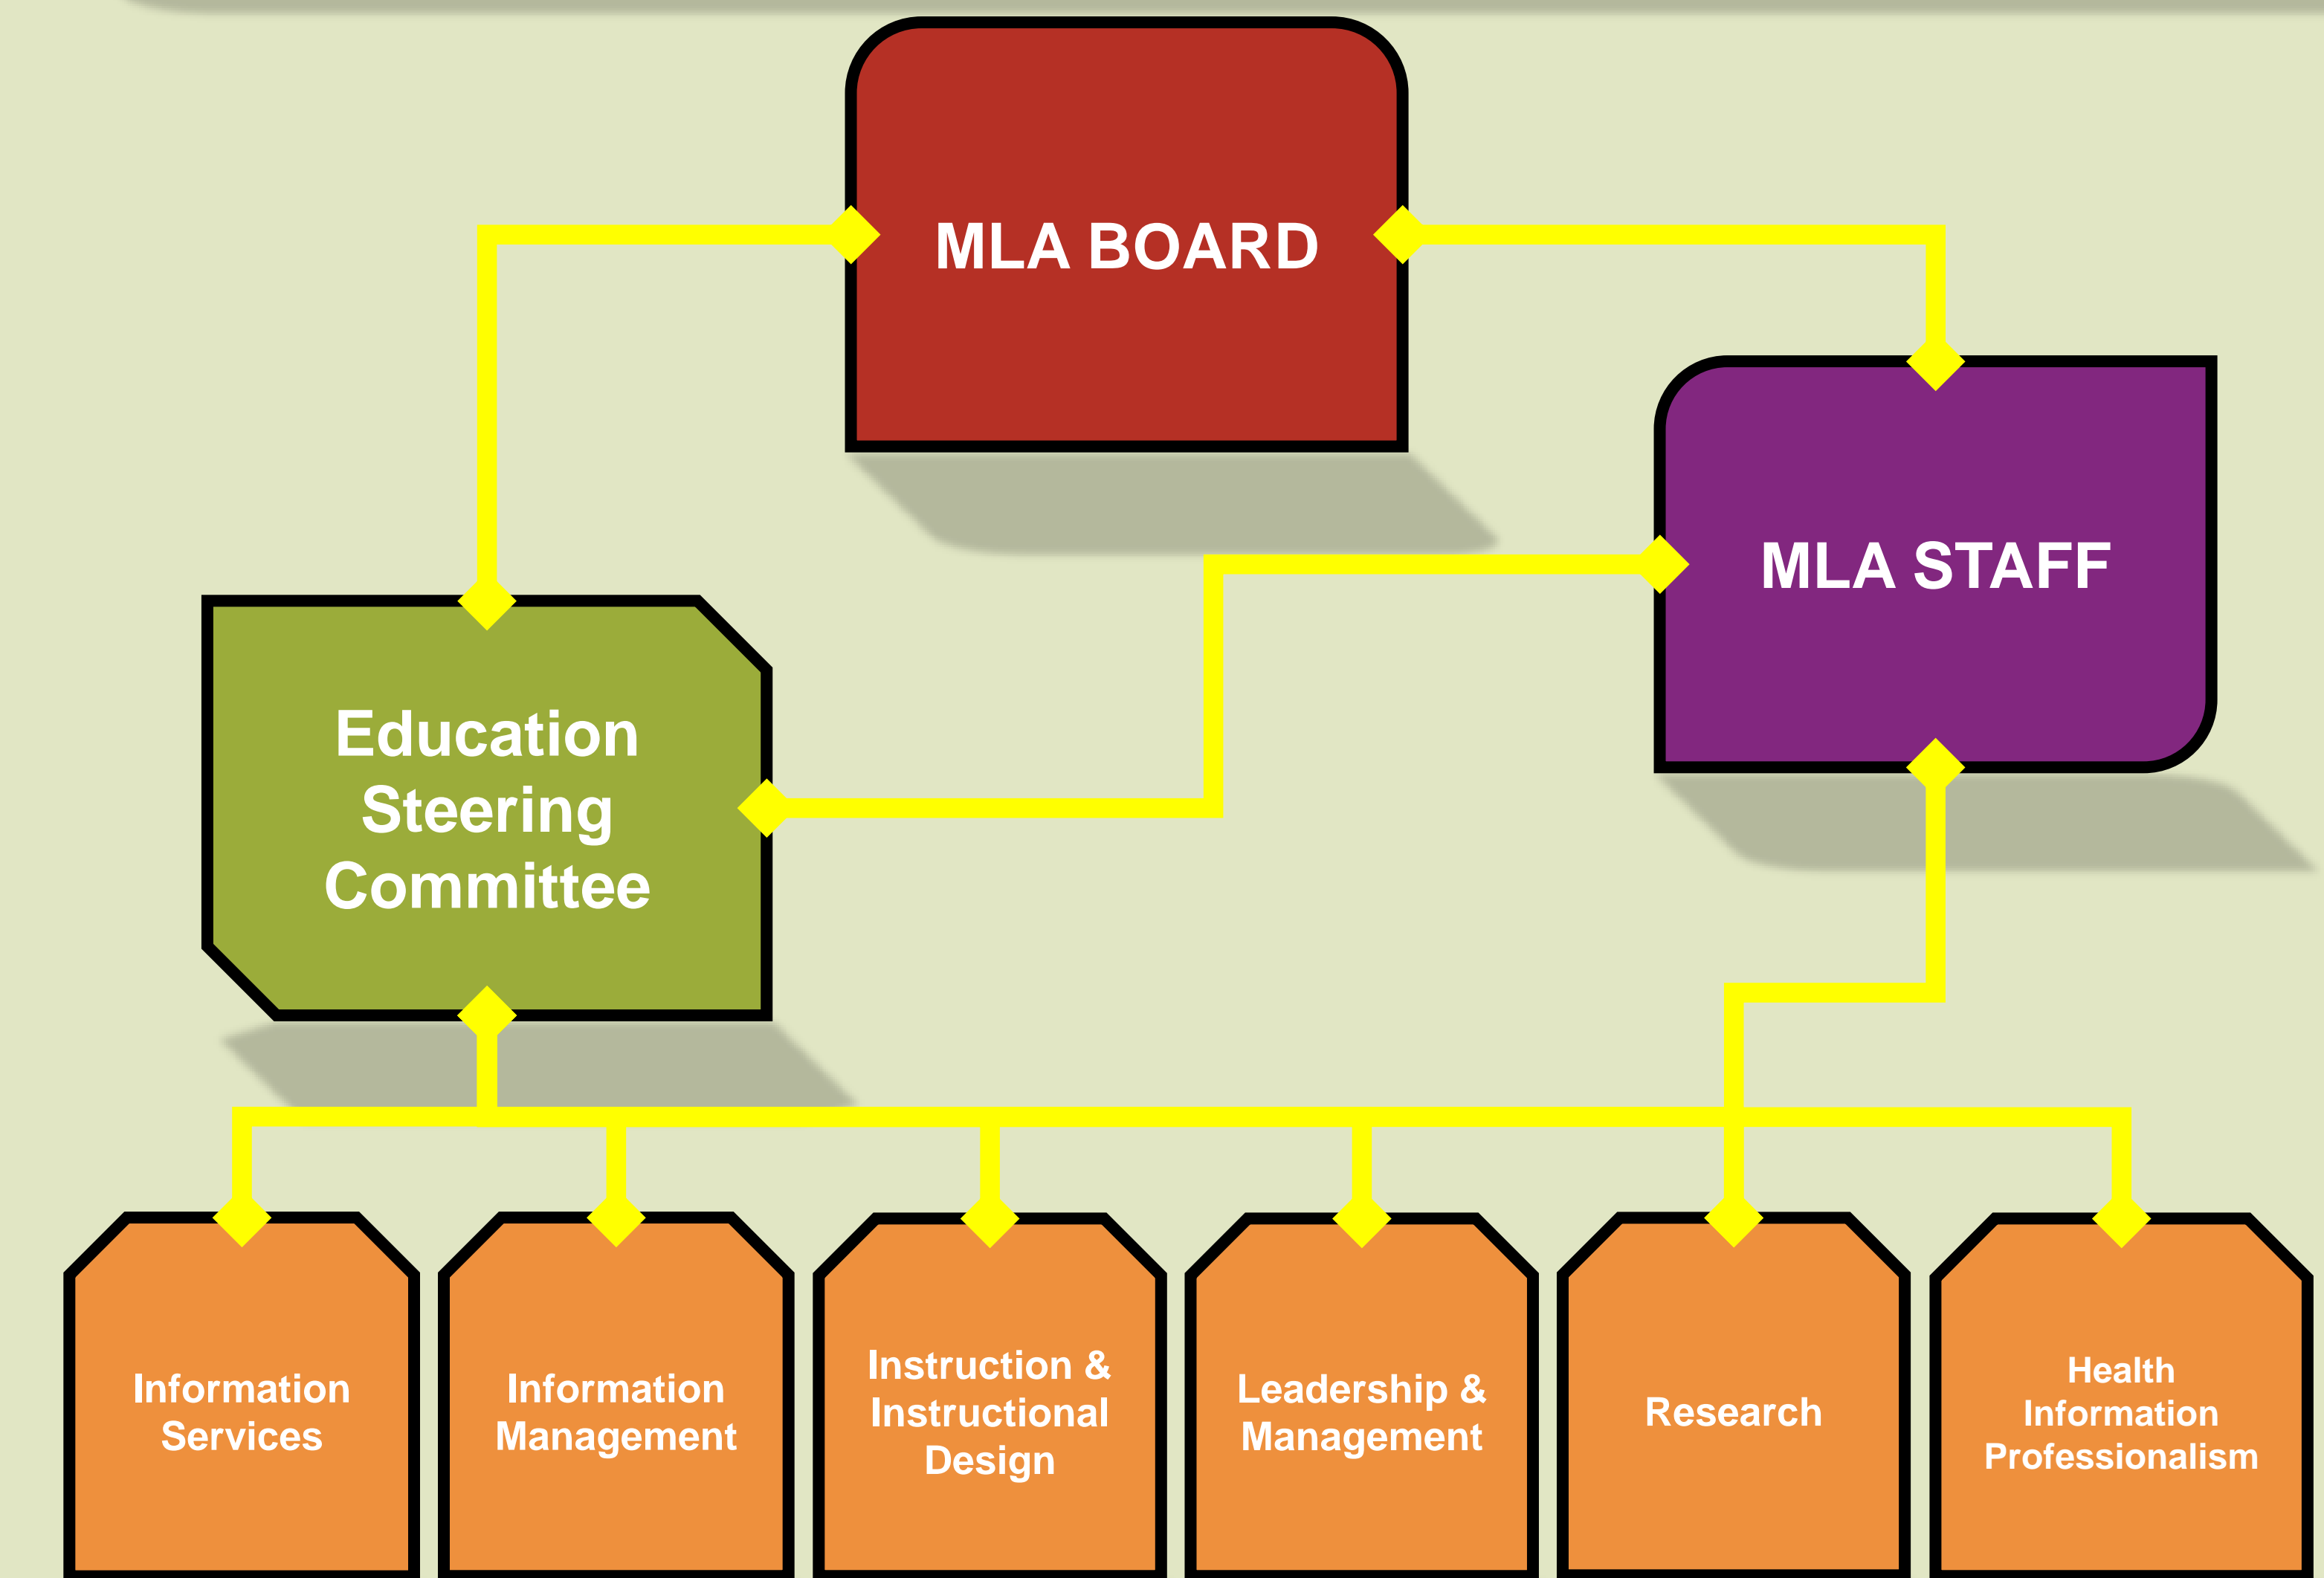 MLA BOARD
MLA STAFF
Education
Steering
Committee
Information
Services
Information
Management
Instruction &
Instructional
Design
Leadership &
Management
Research
Health
Information
Professionalism